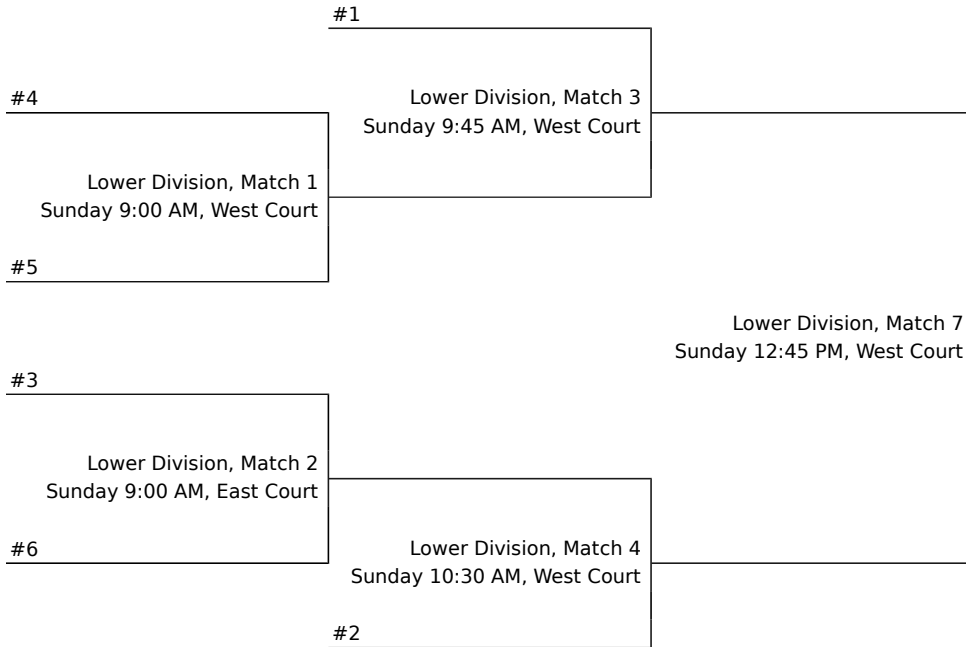 #1
#4
Lower Division, Match 3
Sunday 9:45 AM, West Court
Lower Division, Match 1
Sunday 9:00 AM, West Court
#5
Lower Division, Match 7
Sunday 12:45 PM, West Court
#3
Lower Division, Match 2
Sunday 9:00 AM, East Court
#6
Lower Division, Match 4
Sunday 10:30 AM, West Court
#2